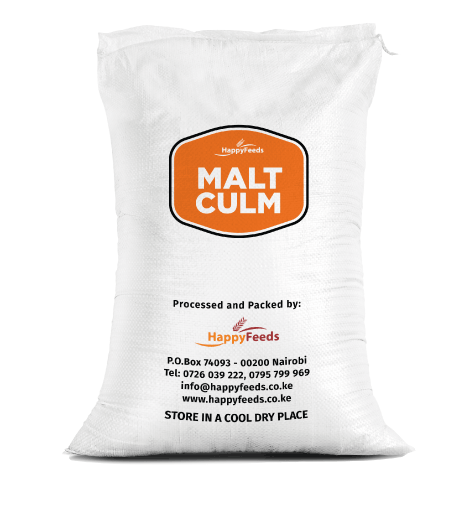 HappyFeeds
MALT
CULM
Processed and Packed by:
HappyFeeds
P.O.Box 74093 - 00200 Nairobi
Tel: 0726 039 222, 0795 799 969
info@happyfeeds.co.ke
www.happyfeeds.co.ke
STORE IN A COOL DRY PLACE